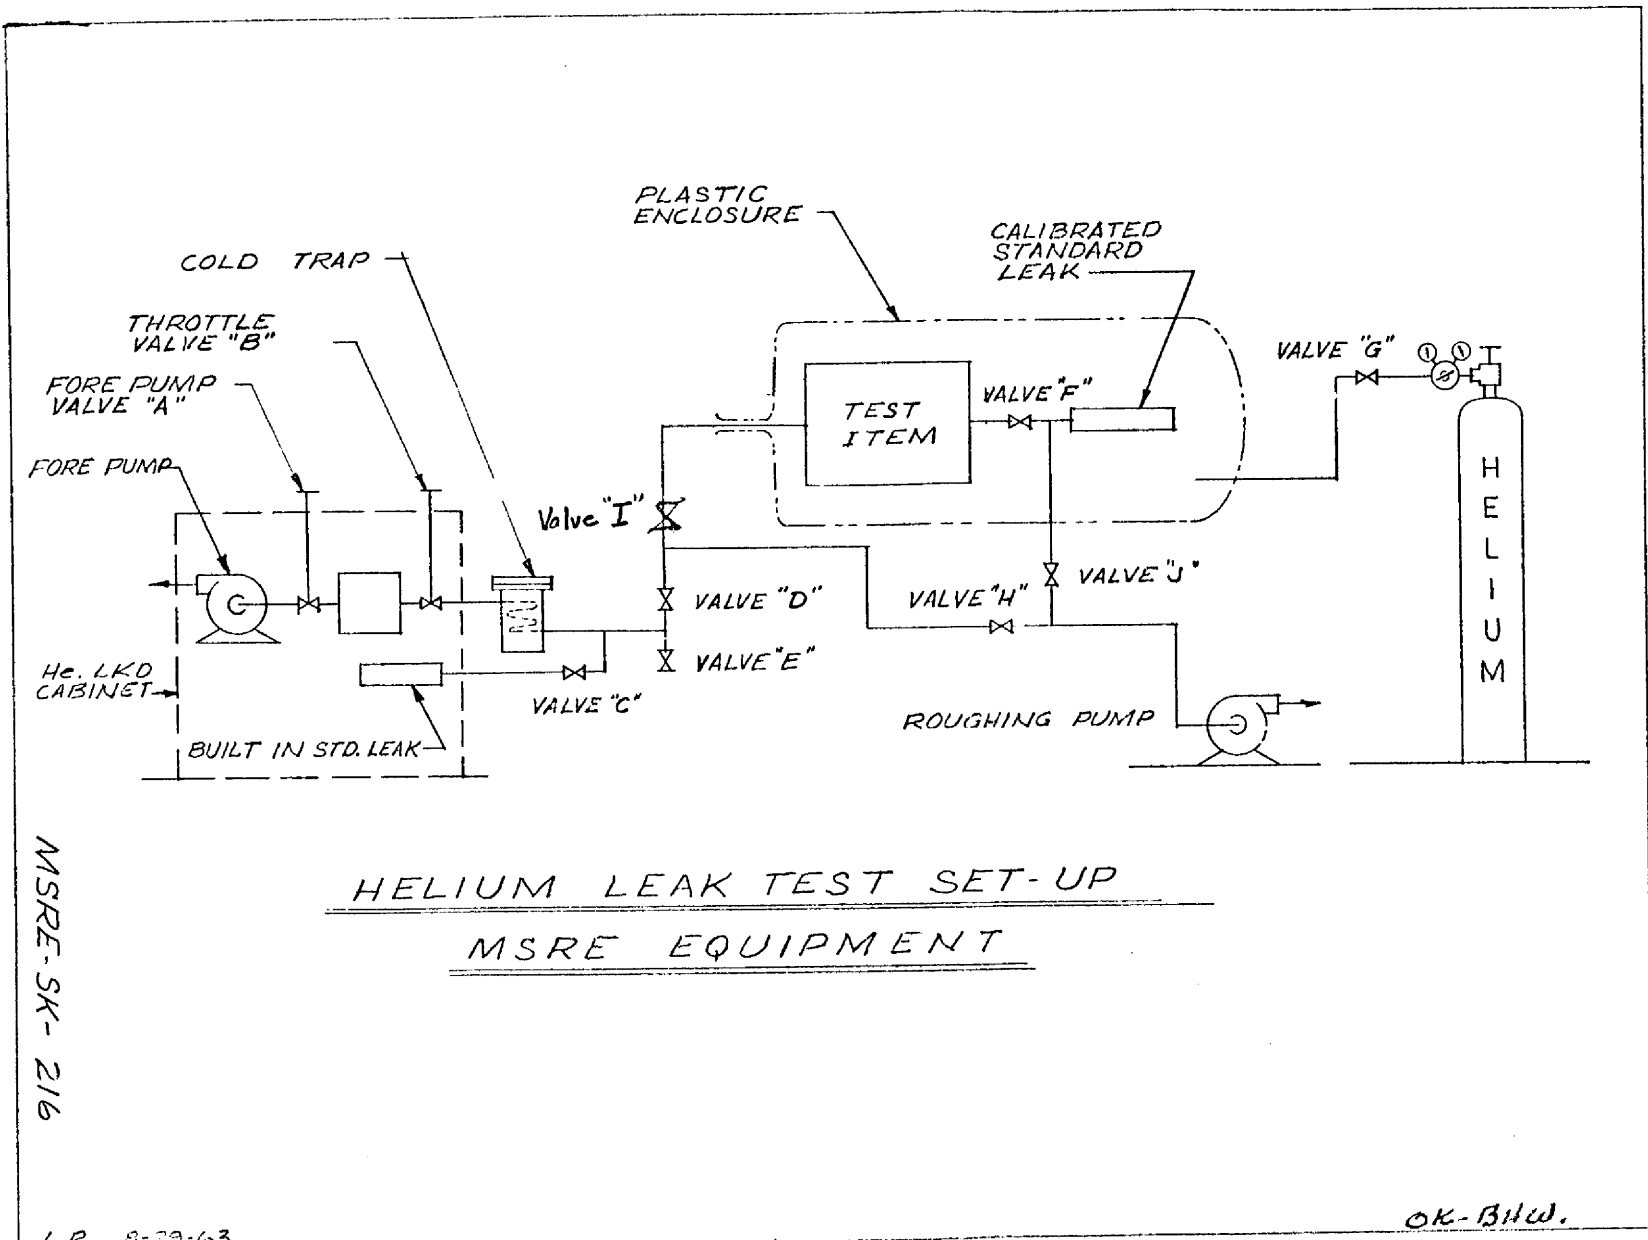 PLASTIC
ENCLOSURE
CALIBRATED
STANDARD
LEAK
COLD TRAP
THROTTLE
VALVE "B"
FORE PUMP
VALVE "A"
FORE PUMP
VALVE "G"
VALVE "F"
TEST
ITEM
HELIUM
Valve "I"
VALVE "D"
VALVE "H"
VALVE "J"
VALVE "E"
He. LKD
CABINET
VALVE "C"
BUILT IN STD. LEAK
ROUGHING PUMP
HELIUM LEAK TEST SET-UP
MSRE EQUIPMENT
MSRE-SK-216
OK-BHW.